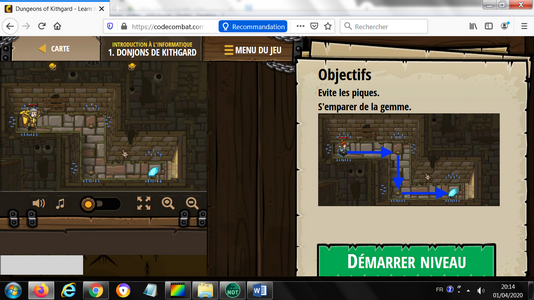 Dungeons of Kithgard - Learn
https://codecombat.com
Recommandation
Rechercher
CARTE
INTRODUCTION À L'INFORMATIQUE
1. DONJONS DE KITHGARD
MENU DU JEU
Objectifs
Evite les piques.
S'emparer de la gemme.
DÉMARRER NIVEAU
NOT
W
FR
20:14
01/04/2020